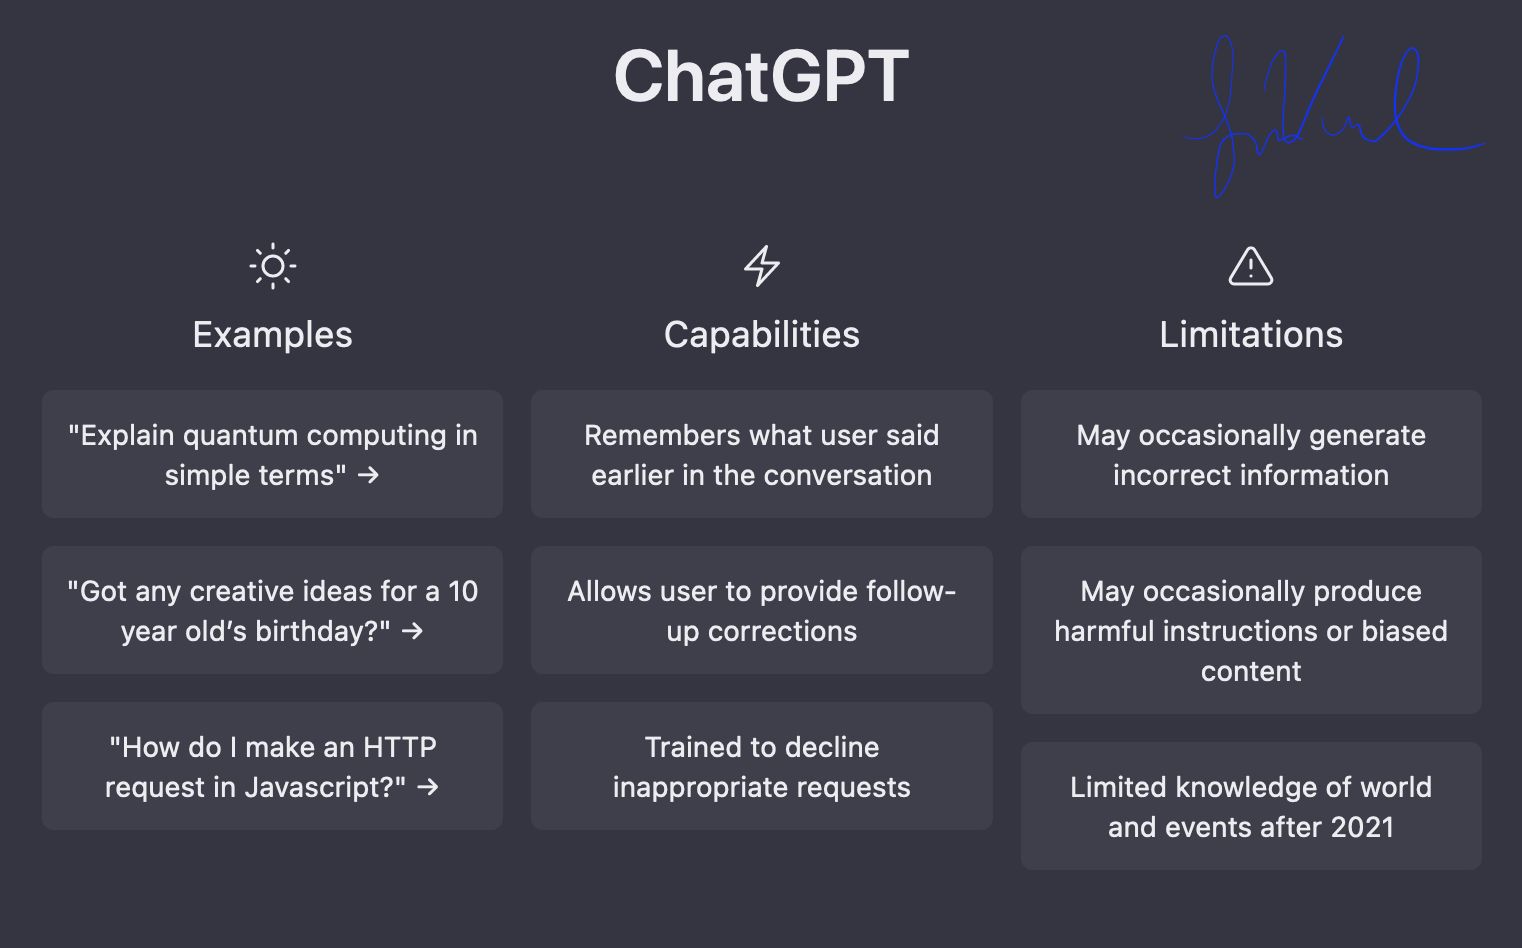 ChatGPT
Examples
"Explain quantum computing in
simple terms" →
"Got any creative ideas for a 10
year old’s birthday?" →
"How do I make an HTTP
request in Javascript?" →
Capabilities
Remembers what user said
earlier in the conversation
Allows user to provide follow-
up corrections
Trained to decline
inappropriate requests
Limitations
May occasionally generate
incorrect information
May occasionally produce
harmful instructions or biased
content
Limited knowledge of world
and events after 2021